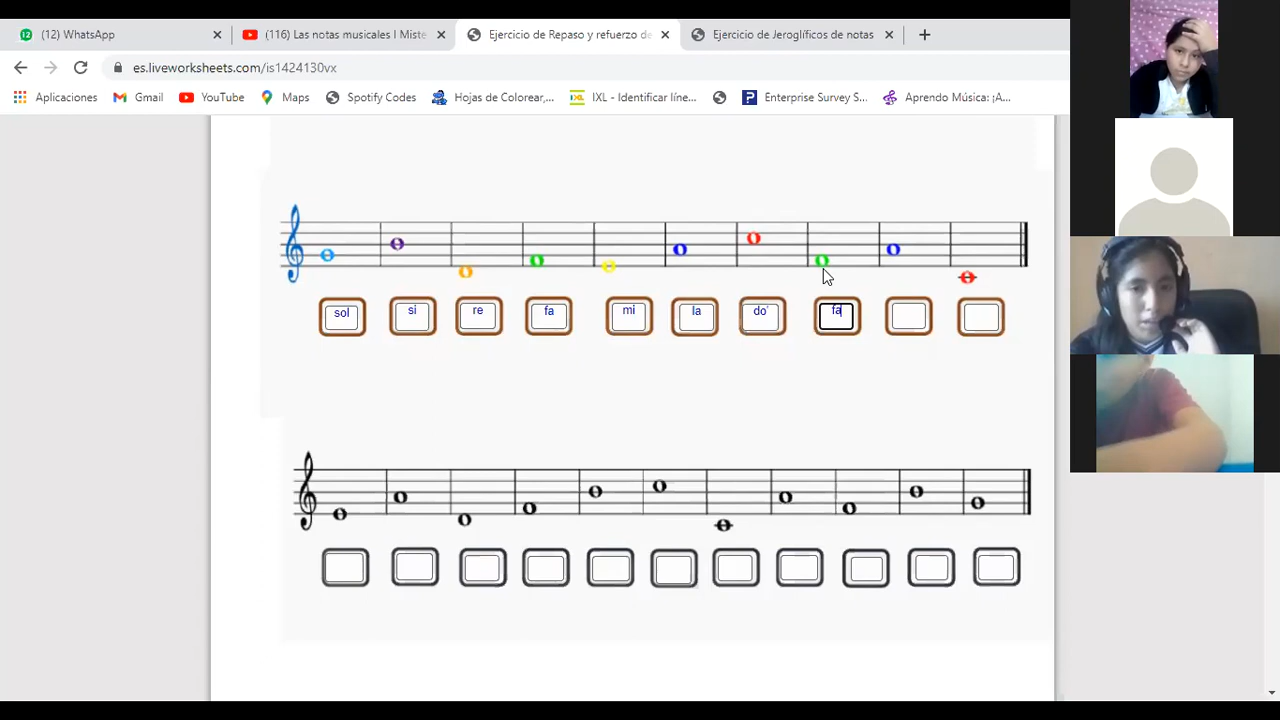 (12) WhatsApp
(116) Las notas musicales I Miste
Ejercicio de Repaso y refuerzo de
Ejercicio de Jeroglíficos de notas
es.liveworksheets.com/is1424130vx
Aplicaciones
Gmail
YouTube
Maps
Spotify Codes
Hojas de Colorear,...
IXL - Identificar líne...
Enterprise Survey S...
Aprendo Música: ¡A...
sol si re fa mi la do' fa